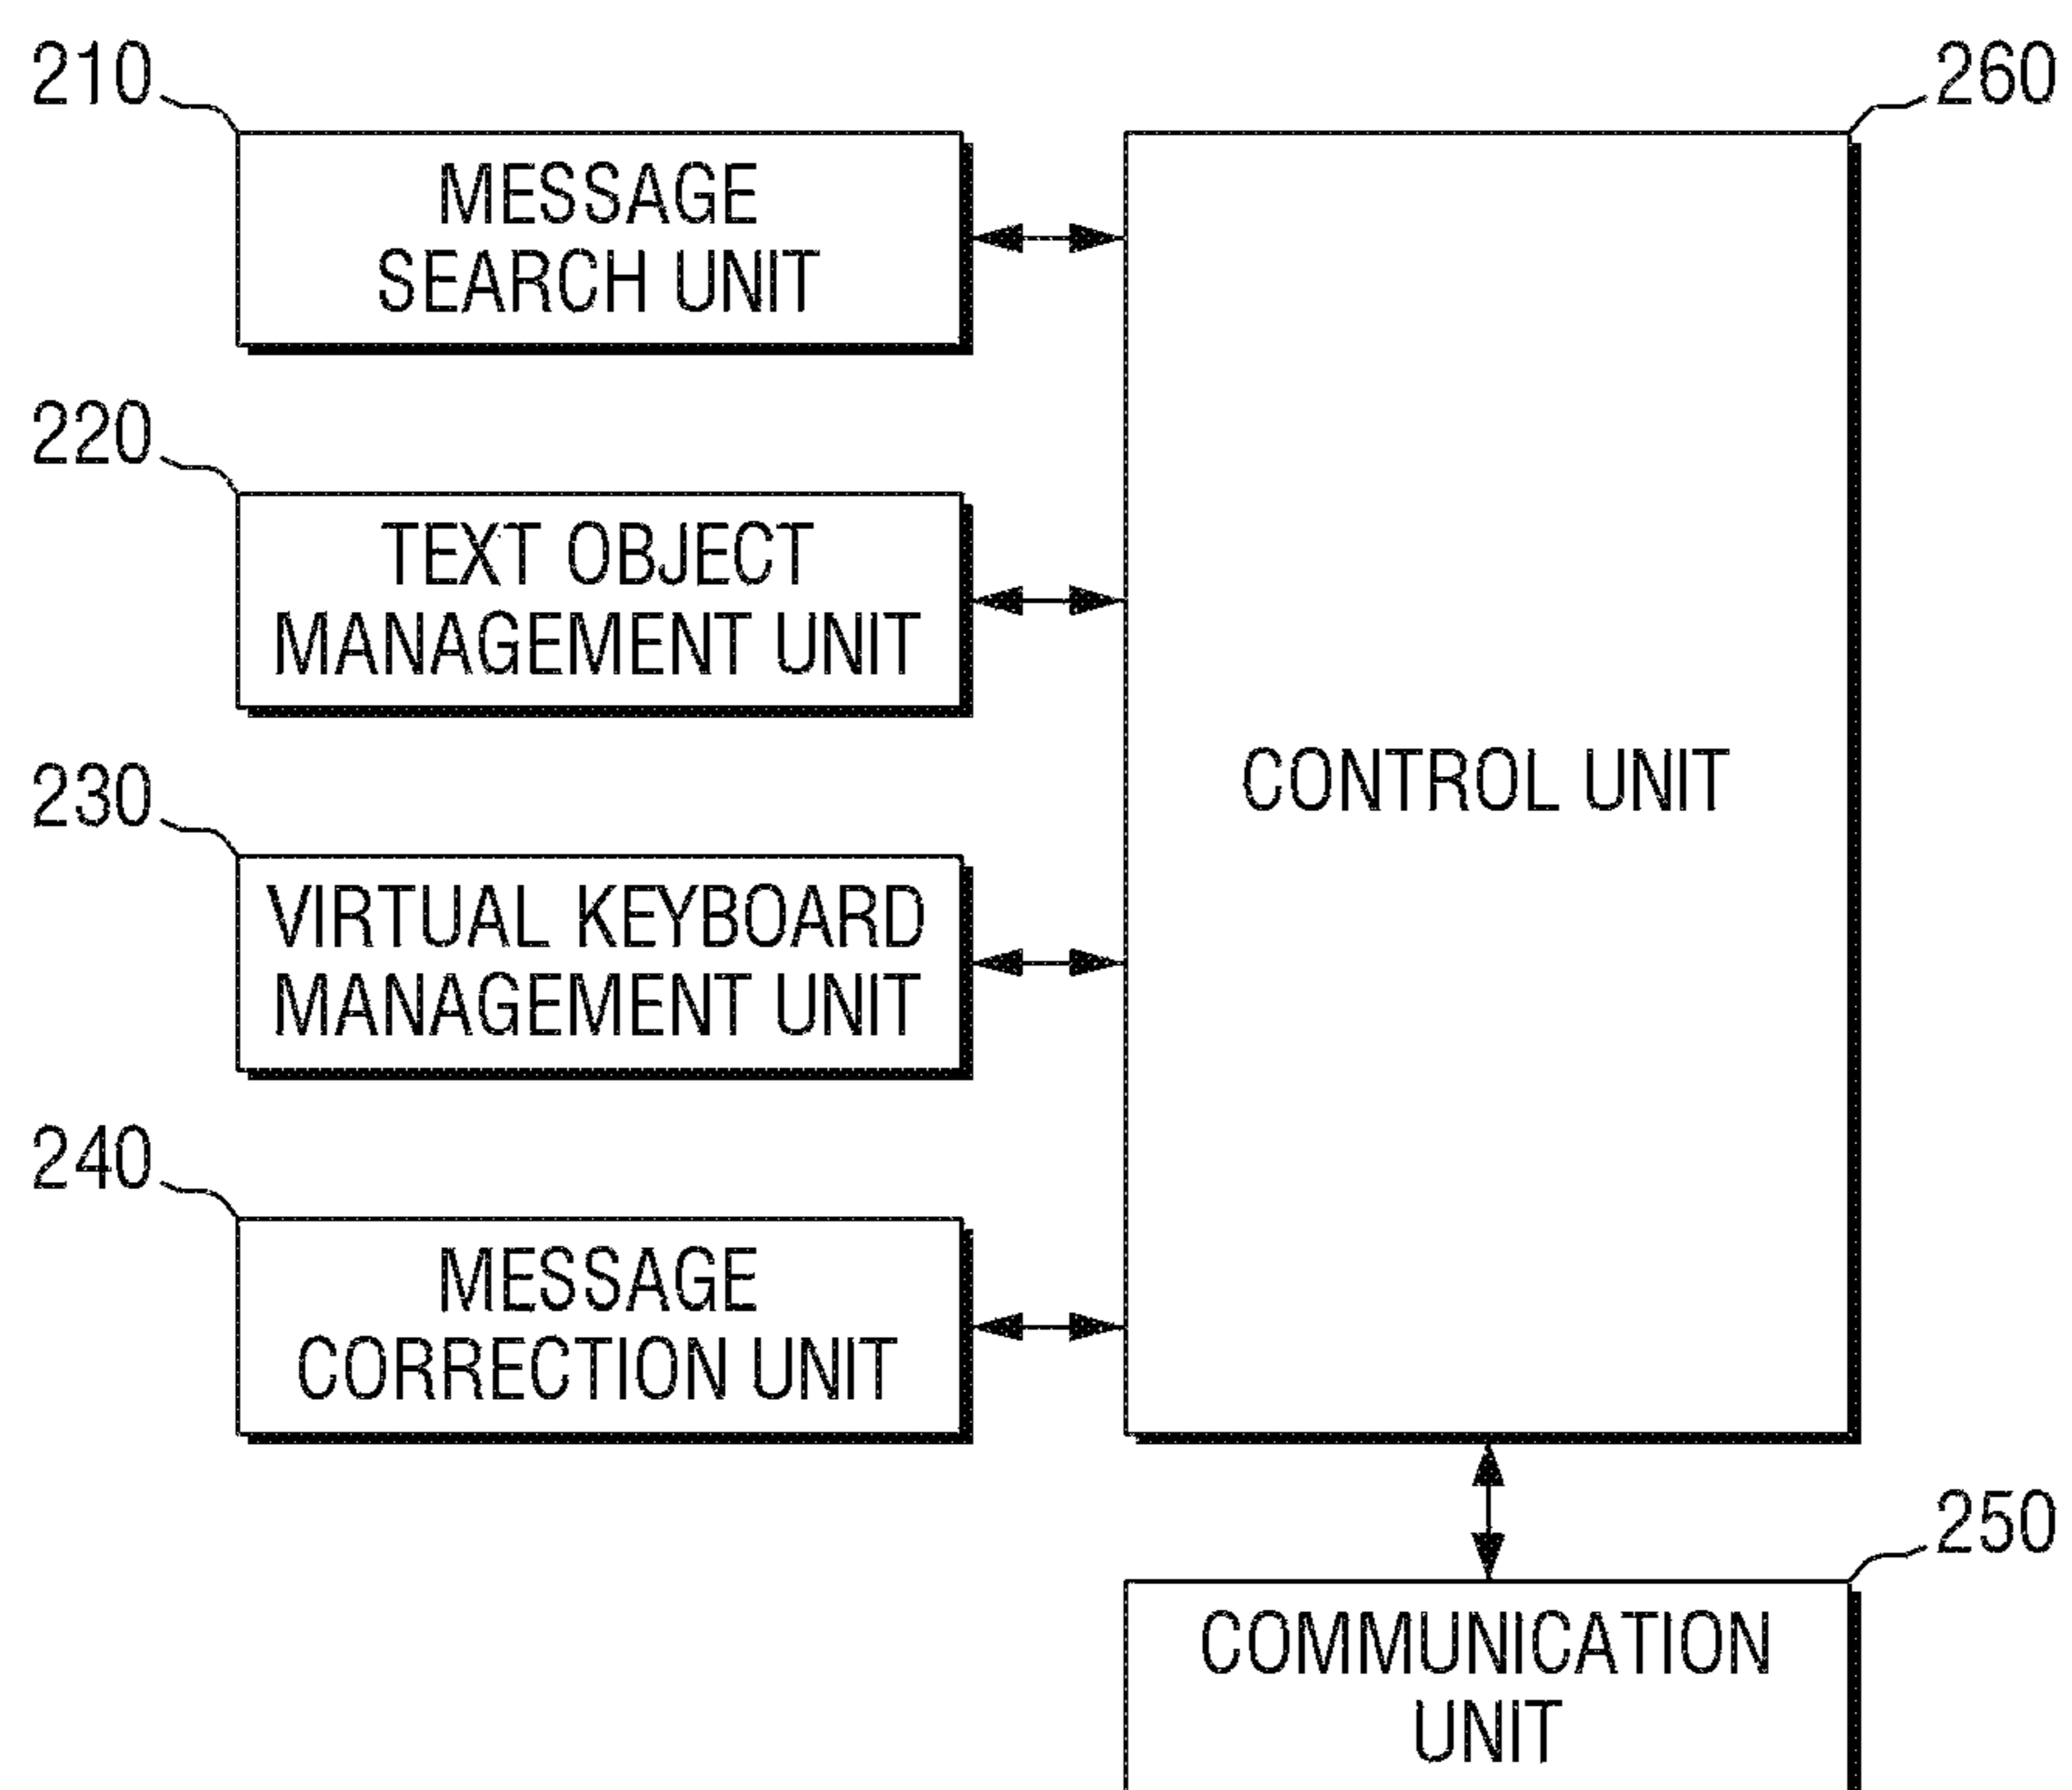 210
MESSAGE
SEARCH UNIT
220
TEXT OBJECT
MANAGEMENT UNIT
230
VIRTUAL KEYBOARD
MANAGEMENT UNIT
240
MESSAGE
CORRECTION UNIT
260
CONTROL UNIT
250
COMMUNICATION
UNIT